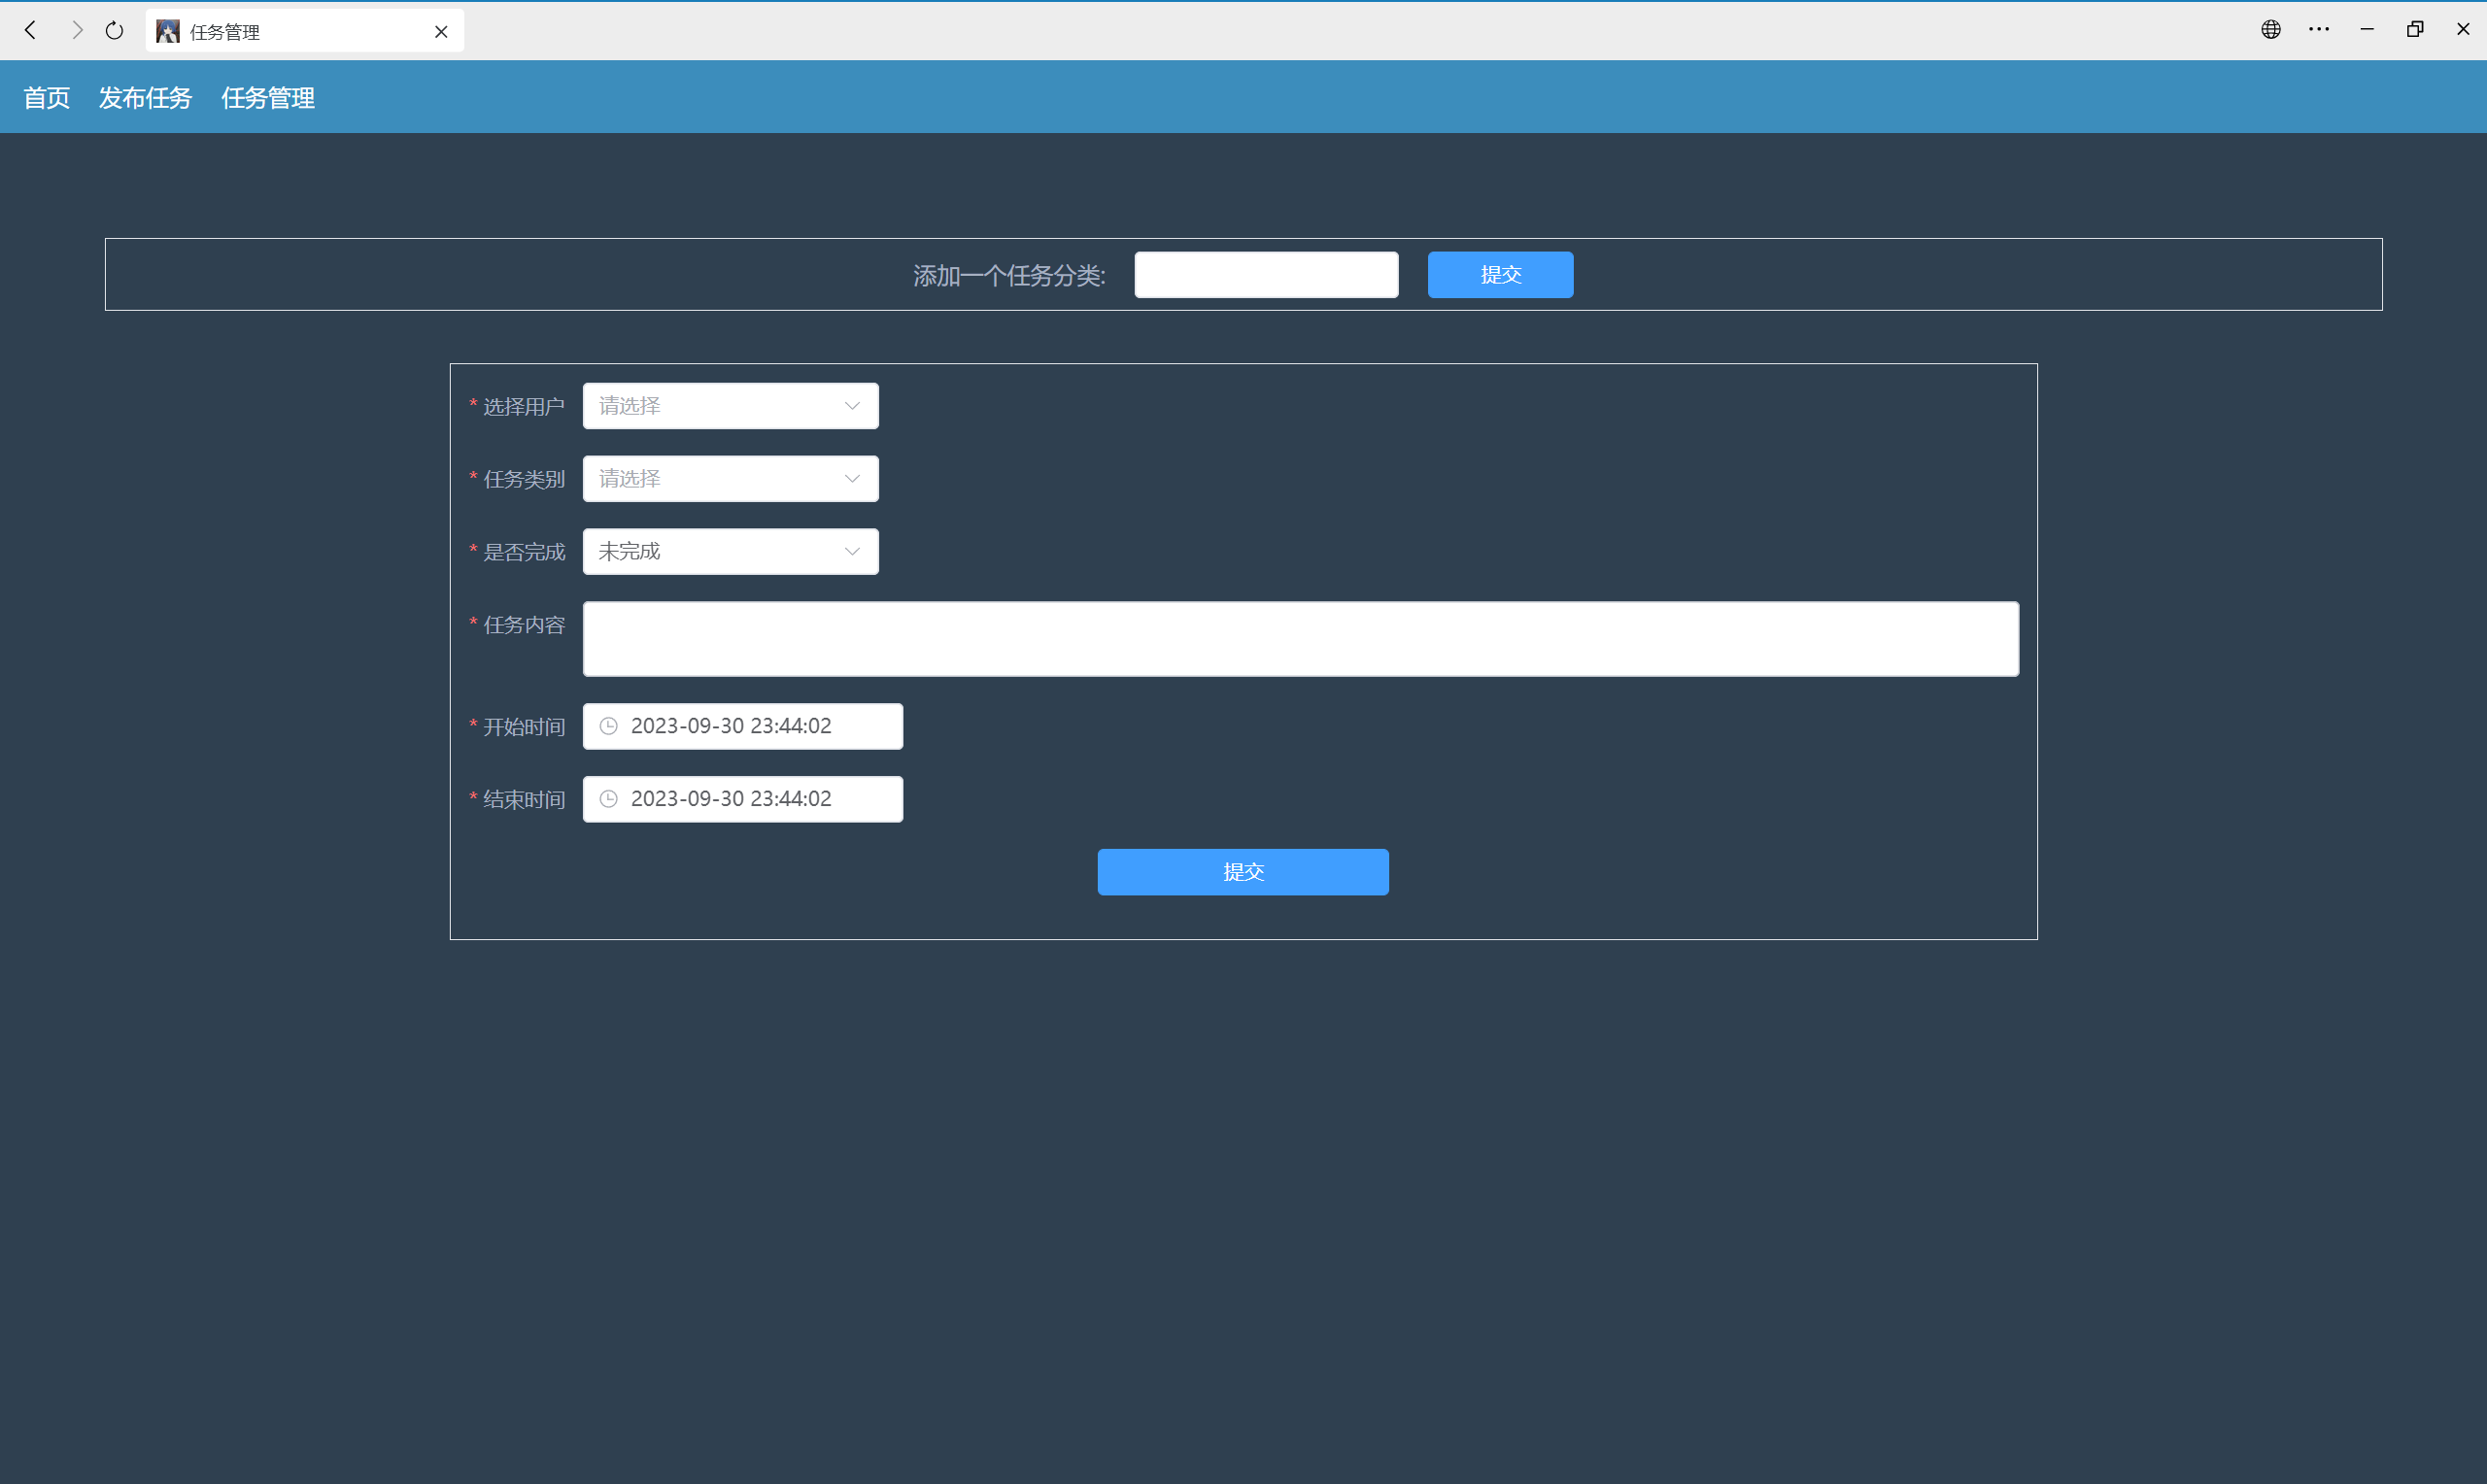 任务管理
首页 发布任务 任务管理
添加一个任务分类: 提交
* 选择用户 请选择
* 任务类别 请选择
* 是否完成 未完成
* 任务内容
* 开始时间 2023-09-30 23:44:02
* 结束时间 2023-09-30 23:44:02
提交